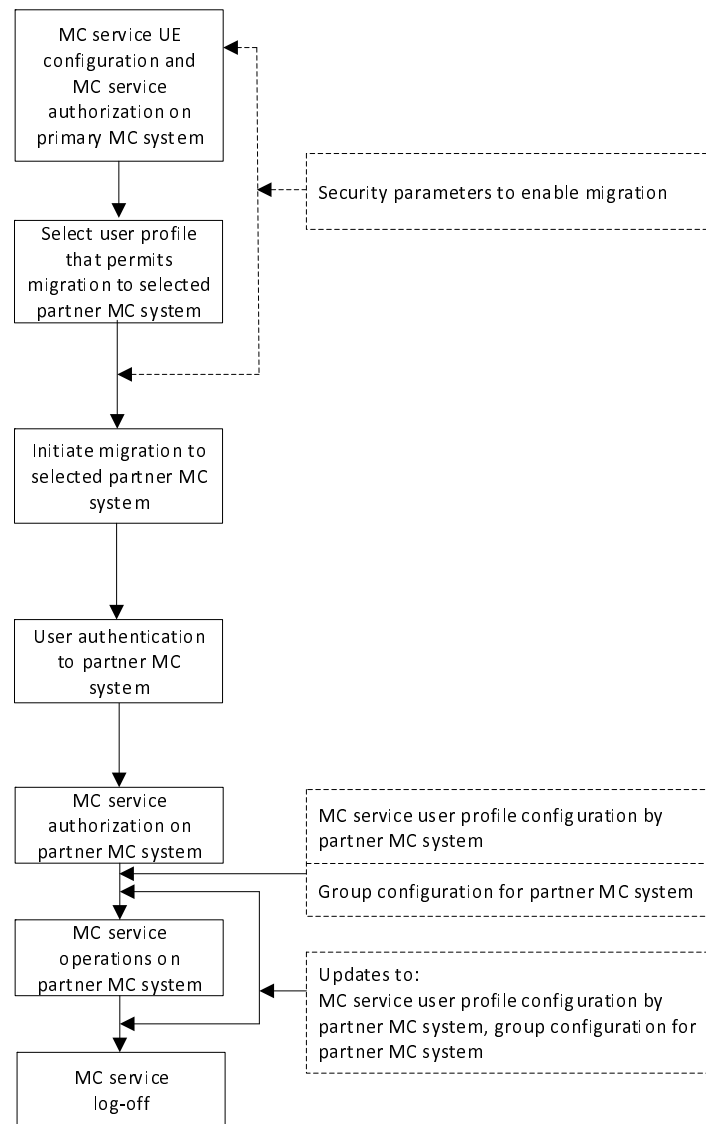 MC service UE
configuration and
MC service
authorization on
primary MC system
Security parameters to enable migration
Select user profile
that permits
migration to selected
partner MC system
Initiate migration to
selected partner MC
system
User authentication
to partner MC
system
MC service
authorization on
partner MC system
MC service user profile configuration by
partner MC system
Group configuration for partner MC system
MC service
operations on
partner MC system
Updates to:
MC service user profile configuration by
partner MC system, group configuration for
partner MC system
MC service
log-off